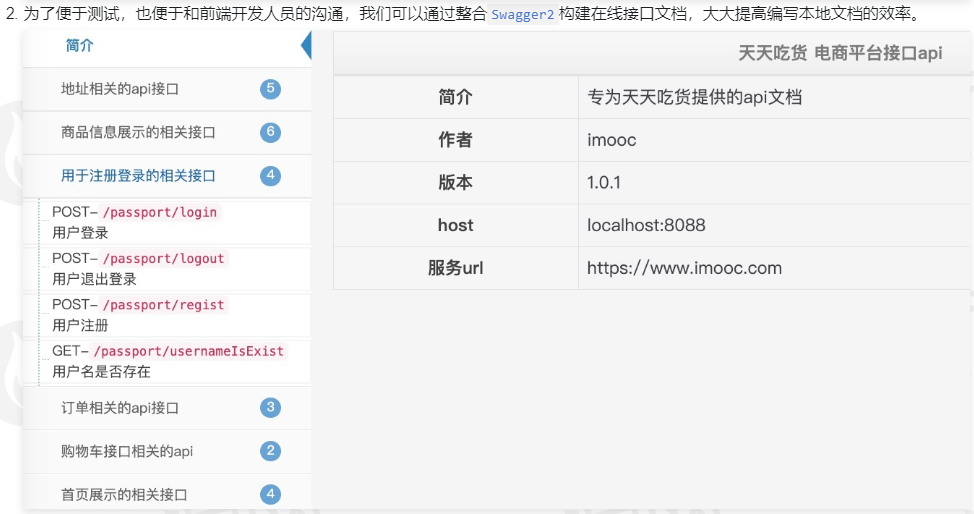 2. 为了便于测试，也便于和前端开发人员的沟通，我们可以通过整合 Swagger2 构建在线接口文档，大大提高编写本地文档的效率。
简介
地址相关的api接口 5
商品信息展示的相关接口 6
用于注册登录的相关接口 4
POST-/passport/login
用户登录
POST-/passport/logout
用户退出登录
POST-/passport/regist
用户注册
GET-/passport/usernameIsExist
用户名是否存在
订单相关的api接口 3
购物车接口相关的api 2
首页展示的相关接口 4
天天吃货 电商平台接口api
简介 专为天天吃货提供的api文档
作者 imooc
版本 1.0.1
host localhost:8088
服务url https://www.imooc.com